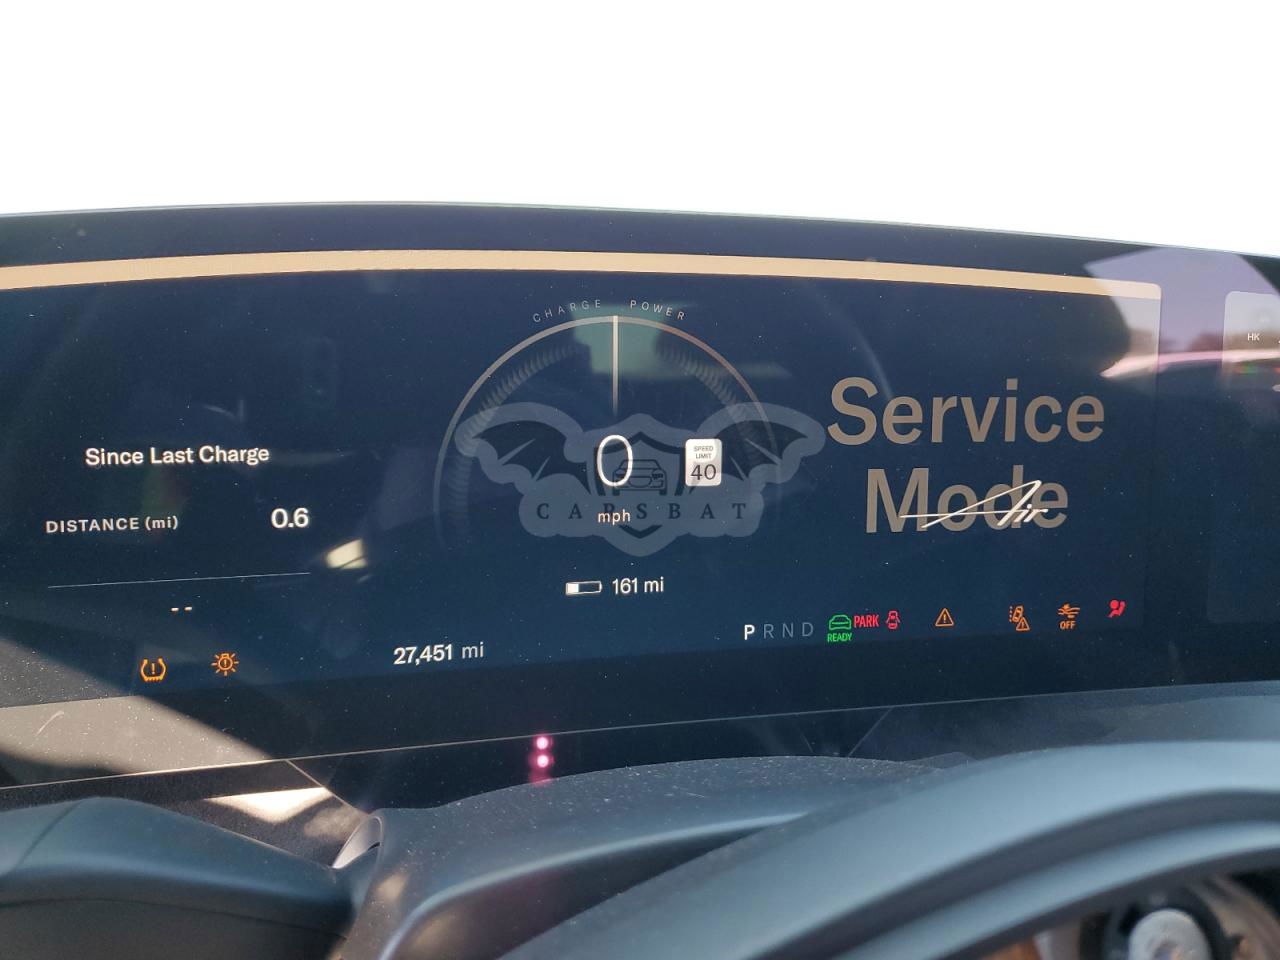 CHARGE POWER
HK
Service
Mode
Air
Since Last Charge
0
SPEED
LIMIT
40
DISTANCE (mi) 0.6
mph
CARSBAT
161 mi
--
P R N D
READY
PARK
OFF
27,451 mi